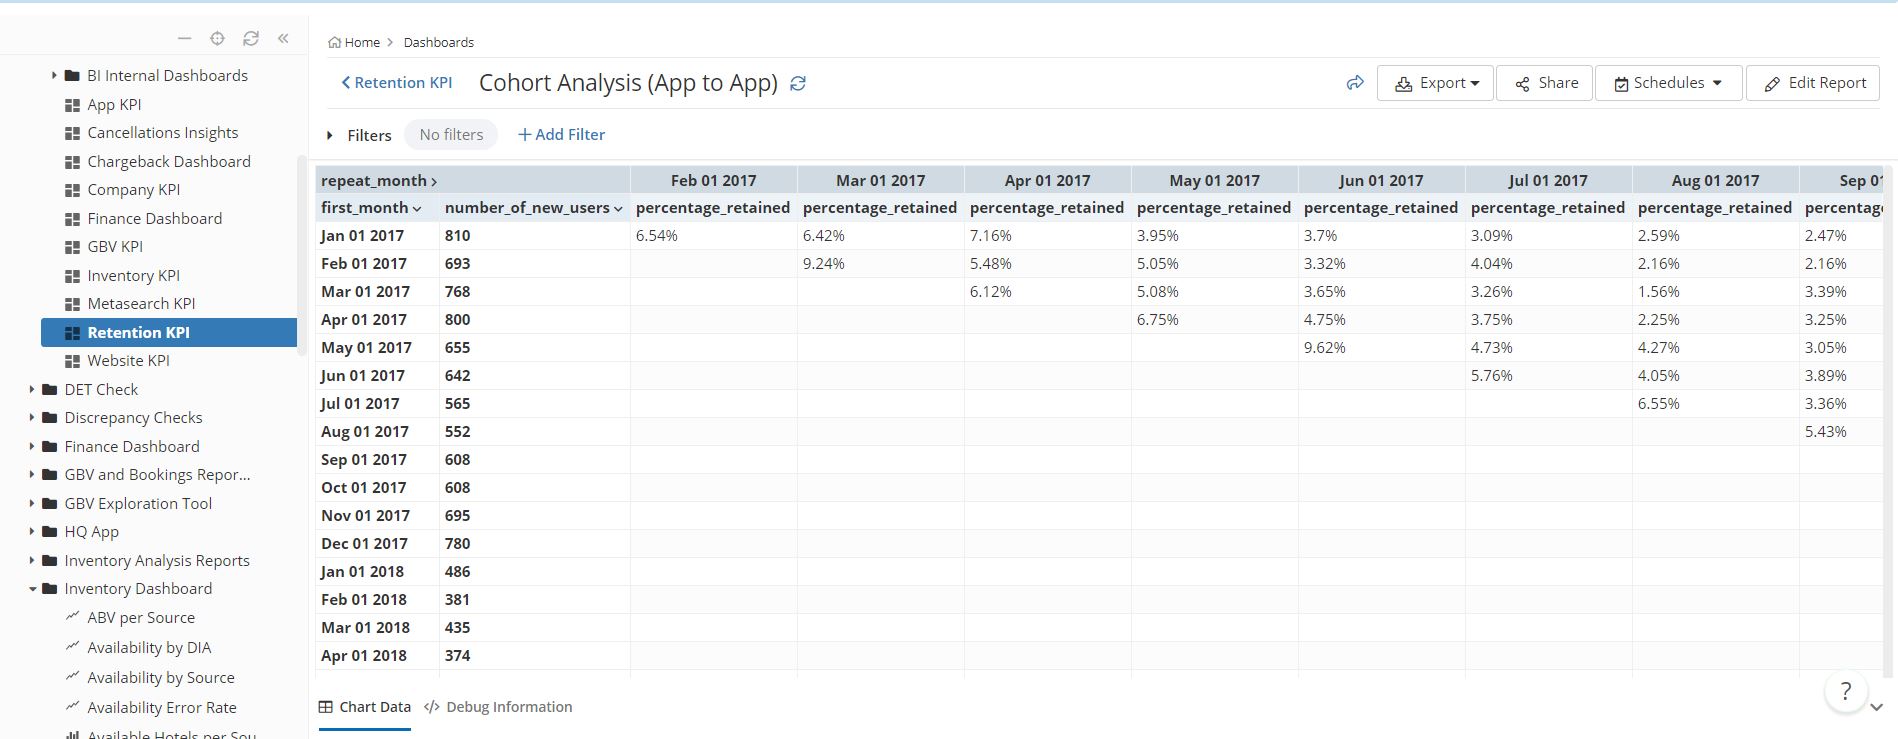 Home > Dashboards
Retention KPI
Cohort Analysis (App to App)
Export
Share
Schedules
Edit Report
Filters
No filters
+ Add Filter
BI Internal Dashboards
App KPI
Cancellations Insights
Chargeback Dashboard
Company KPI
Finance Dashboard
GBV KPI
Inventory KPI
Metasearch KPI
Retention KPI
Website KPI
DET Check
Discrepancy Checks
Finance Dashboard
GBV and Bookings Repor...
GBV Exploration Tool
HQ App
Inventory Analysis Reports
Inventory Dashboard
ABV per Source
Availability by DIA
Availability by Source
Availability Error Rate
Available Hotels per Sou
repeat_month Feb 01 2017 Mar 01 2017 Apr 01 2017 May 01 2017 Jun 01 2017 Jul 01 2017 Aug 01 2017 Sep 01
first_month number_of_new_users percentage_retained percentage_retained percentage_retained percentage_retained percentage_retained percentage_retained percentage_retained percentag
Jan 01 2017 810 6.54% 6.42% 7.16% 3.95% 3.7% 3.09% 2.59% 2.47%
Feb 01 2017 693 9.24% 5.48% 5.05% 3.32% 4.04% 2.16% 2.16%
Mar 01 2017 768 6.12% 5.08% 3.65% 3.26% 1.56% 3.39%
Apr 01 2017 800 6.75% 4.75% 3.75% 2.25% 3.25%
May 01 2017 655 9.62% 4.73% 4.27% 3.05%
Jun 01 2017 642 5.76% 4.05% 3.89%
Jul 01 2017 565 6.55% 3.36%
Aug 01 2017 552 5.43%
Sep 01 2017 608
Oct 01 2017 608
Nov 01 2017 695
Dec 01 2017 780
Jan 01 2018 486
Feb 01 2018 381
Mar 01 2018 435
Apr 01 2018 374
Chart Data
</> Debug Information
?